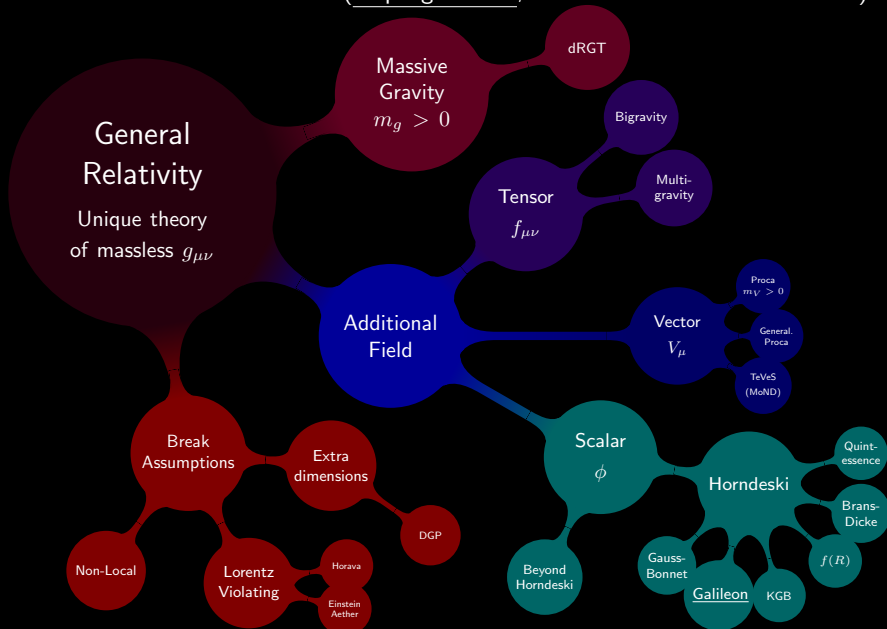 General
Relativity
Unique theory
of massless $g_{\mu\nu}$
Massive
Gravity
$m_g > 0$
dRGT
Bigravity
Multi-
gravity
Tensor
$f_{\mu\nu}$
Additional
Field
Vector
$V_\mu$
Proca
$m_V > 0$
General.
Proca
TeVeS
(MoND)
Scalar
$\phi$
Horndeski
Quint-
essence
Brans-
Dicke
$f(R)$
KGB
Galileon
Gauss-
Bonnet
Beyond
Horndeski
Break
Assumptions
Extra
dimensions
DGP
Non-Local
Lorentz
Violating
Horava
Einstein
Aether